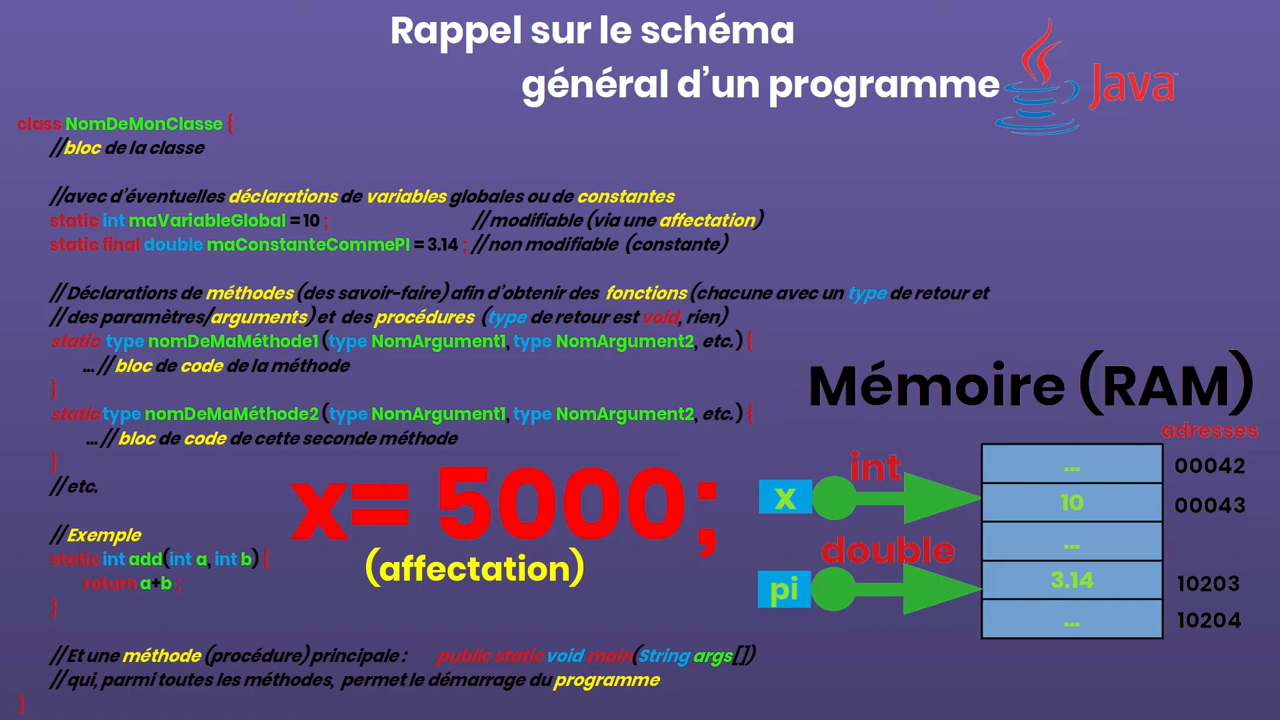 Rappel sur le schéma
général d'un programme
Java™
class NomDeMonClasse {
//bloc de la classe
//avec d'éventuelles déclarations de variables globales ou de constantes
static int maVariableGlobal = 10 ; //modifiable (via une affectation)
static final double maConstanteCommePI = 3.14 ; //non modifiable (constante)
// Déclarations de méthodes (des savoir-faire) afin d'obtenir des fonctions (chacune avec un type de retour et
// des paramètres/arguments) et des procédures (type de retour est void, rien)
static type nomDeMaMéthode1 (type NomArgument1, type NomArgument2, etc. ) {
... // bloc de code de la méthode
}
static type nomDeMaMéthode2 (type NomArgument1, type NomArgument2, etc. ) {
... // bloc de code de cette seconde méthode
}
// etc.
// Exemple
static int add(int a, int b) {
return a+b ;
}
// Et une méthode (procédure) principale : public static void main(String args[])
// qui, parmi toutes les méthodes, permet le démarrage du programme
}
x= 5000;
(affectation)
Mémoire (RAM)
adresses
... 00042
int
x 10 00043
...
double
pi 3.14 10203
... 10204